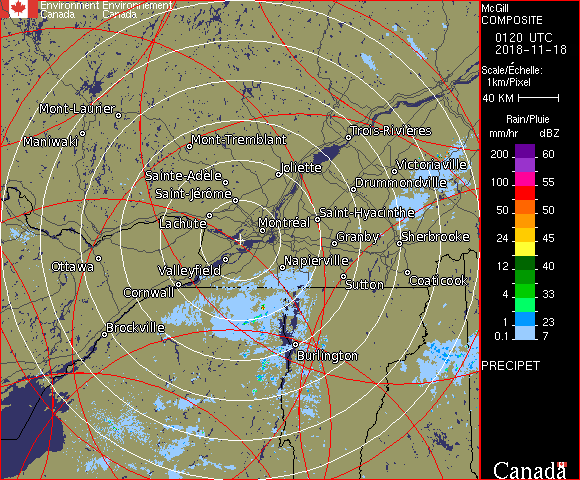 Environment Environnement
Canada Canada
McGill
COMPOSITE
0120 UTC
2018-11-18
Scale/Échelle:
1km/Pixel
40 KM
Rain/Pluie
mm/hr dBZ
200 60
150 57
100 55
50 50
24 45
12 40
4 33
1 23
0.1 7
PRECIPET
Canada
Mont-Laurier
Maniwaki
Mont-Tremblant
Trois-Rivières
Sainte-Adèle
Joliette
Victoriaville
Saint-Jérôme
Drummondville
Lachute
Montréal
Saint-Hyacinthe
Granby
Sherbrooke
Ottawa
Valleyfield
Napierville
Cornwall
Sutton
Coaticook
Brockville
Burlington